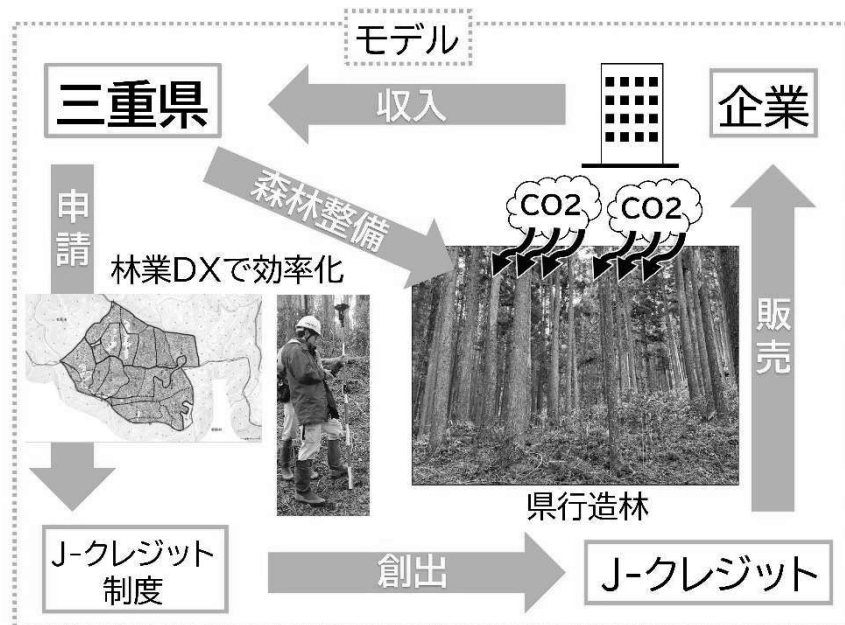 モデル
三重県
収入
企業
申請
森林整備
CO2
CO2
林業DXで効率化
販売
県行造林
J-クレジット
制度
創出
J-クレジット